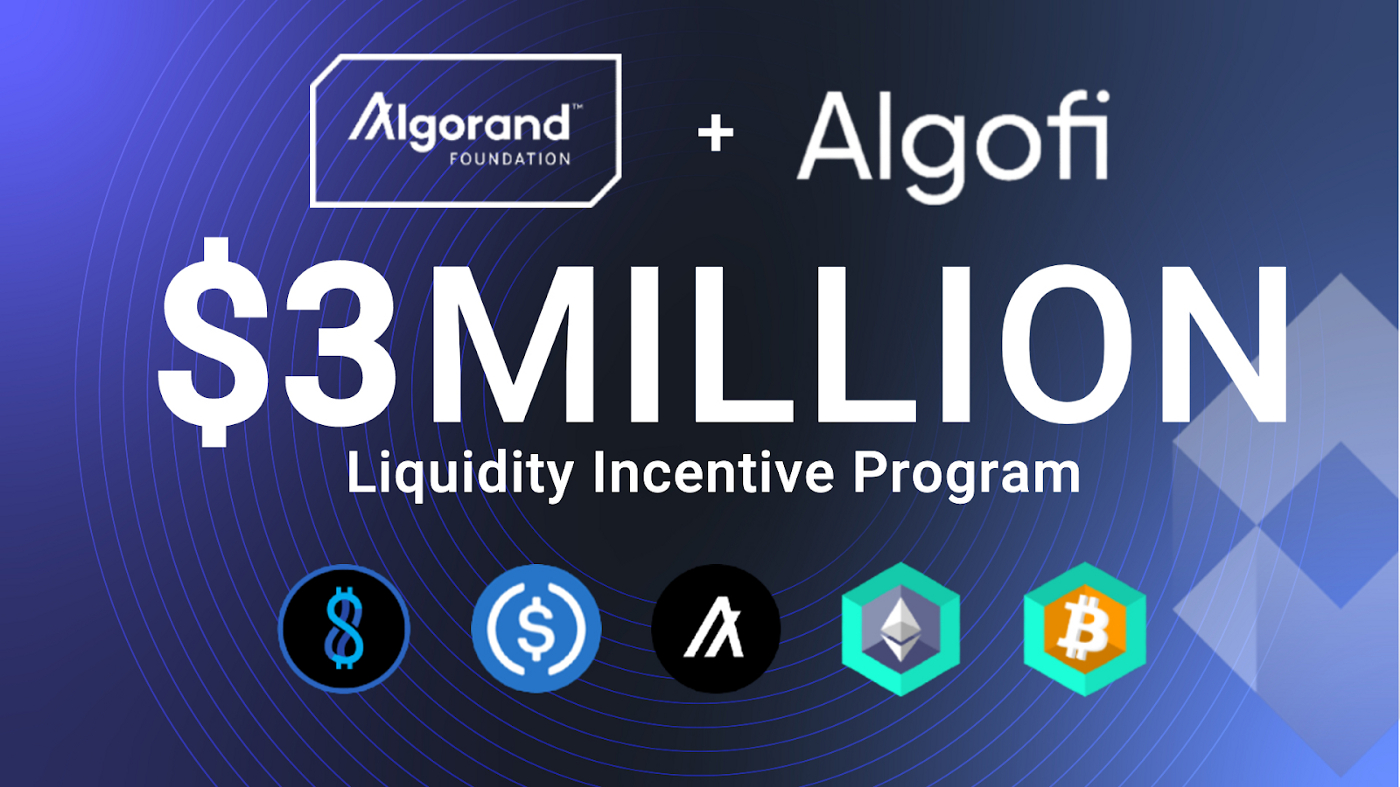 Algorand™
FOUNDATION
+
Algofi
$3MILLION
Liquidity Incentive Program